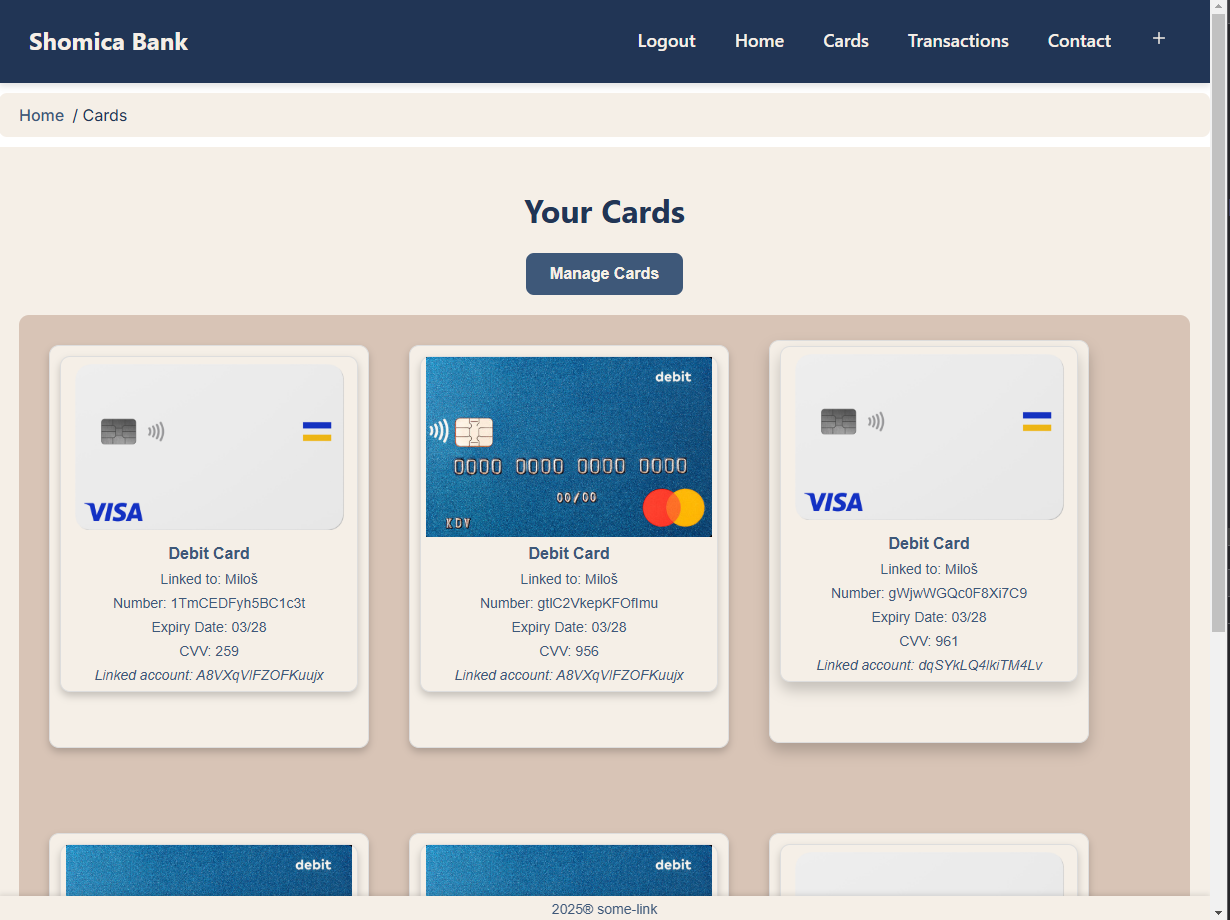 Shomica Bank
Logout Home Cards Transactions Contact +
Home / Cards
Your Cards
Manage Cards
VISA
Debit Card
Linked to: Miloš
Number: 1TmCEDFyh5BC1c3t
Expiry Date: 03/28
CVV: 259
Linked account: A8VXqVIFZOFKuujx
debit
0000 0000 0000 0000
00/00
KDV
Debit Card
Linked to: Miloš
Number: gtIC2VkepKFOfImu
Expiry Date: 03/28
CVV: 956
Linked account: A8VXqVIFZOFKuujx
VISA
Debit Card
Linked to: Miloš
Number: gWjwWGQc0F8Xi7C9
Expiry Date: 03/28
CVV: 961
Linked account: dqSYkLQ4lkiTM4Lv
debit
debit
2025® some-link